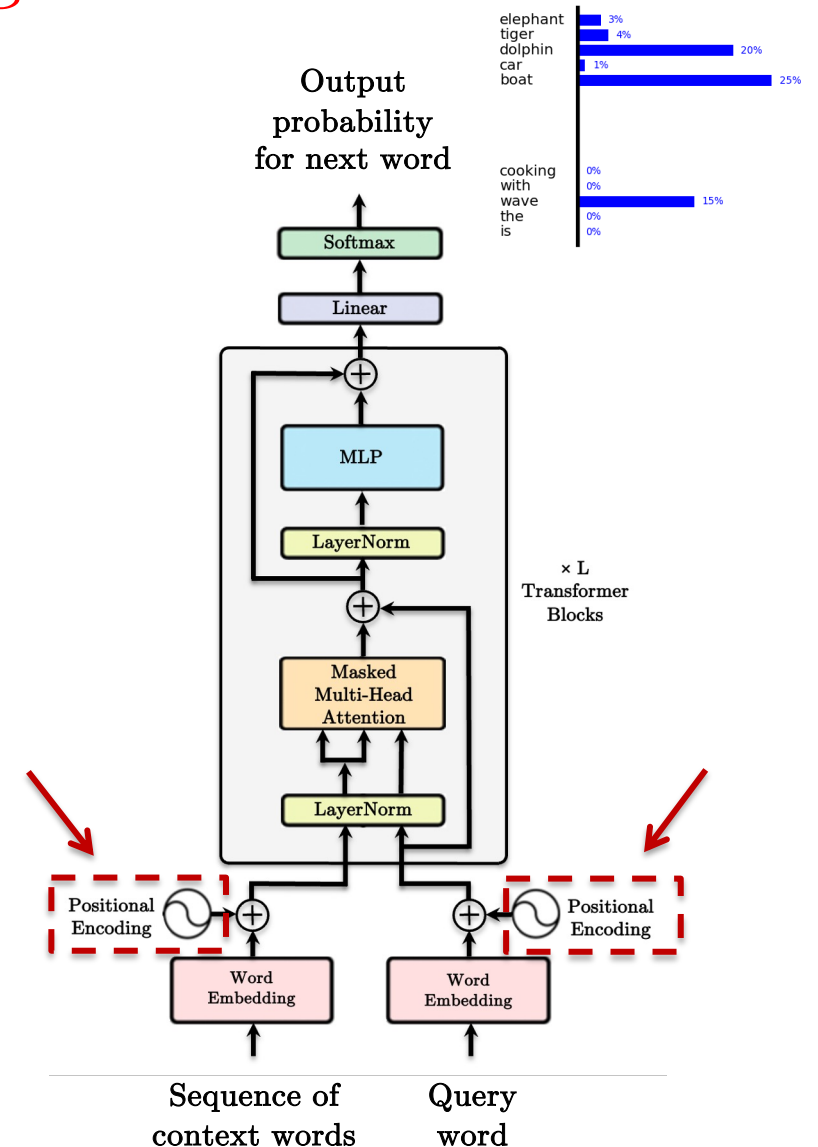 elephant 3%
tiger 4%
dolphin 20%
car 1%
boat 25%
cooking 0%
with 0%
wave 15%
the 0%
is 0%
Output
probability
for next word
Softmax
Linear
MLP
LayerNorm
× L
Transformer
Blocks
Masked
Multi-Head
Attention
LayerNorm
Positional
Encoding
Positional
Encoding
Word
Embedding
Word
Embedding
Sequence of
context words
Query
word